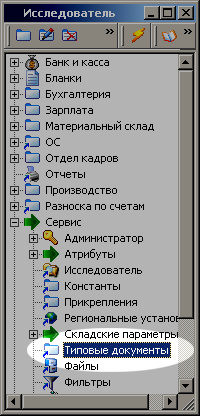 Исследователь
Банк и касса
Бланки
Бухгалтерия
Зарплата
Материальный склад
ОС
Отдел кадров
Отчеты
Производство
Разноска по счетам
Сервис
Администратор
Атрибуты
Исследователь
Константы
Прикрепления
Региональные установ
Складские параметры
Типовые документы
Файлы
Фильтры